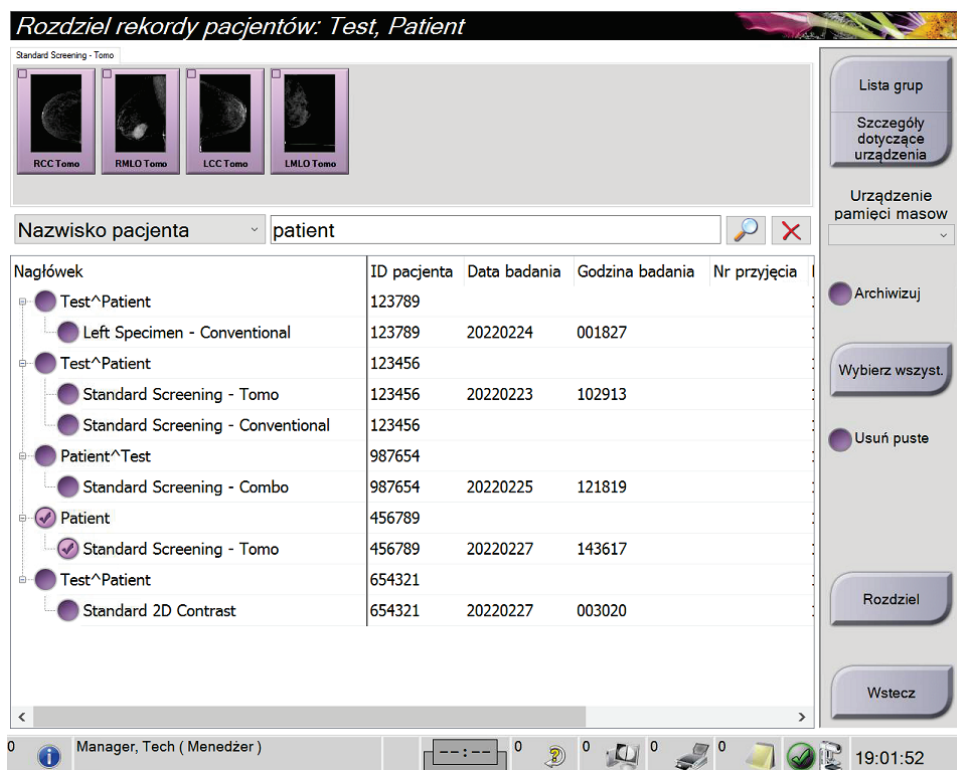 Rozdziel rekordy pacjentów: Test, Patient
Standard Screening - Tomo
RCC Tomo RMLO Tomo LCC Tomo LMLO Tomo
Nazwisko pacjenta patient
Nagłówek ID pacjenta Data badania Godzina badania Nr przyjęcia
Test^Patient 123789
Left Specimen - Conventional 123789 20220224 001827
Test^Patient 123456
Standard Screening - Tomo 123456 20220223 102913
Standard Screening - Conventional 123456
Patient^Test 987654
Standard Screening - Combo 987654 20220225 121819
Patient 456789
Standard Screening - Tomo 456789 20220227 143617
Test^Patient 654321
Standard 2D Contrast 654321 20220227 003020
Lista grup
Szczegóły
dotyczące
urządzenia
Urządzenie
pamięci masow
Archiwizuj
Wybierz wszyst.
Usuń puste
Rozdziel
Wstecz
0 Manager, Tech ( Menedżer ) --:-- 0 0 0 0 19:01:52